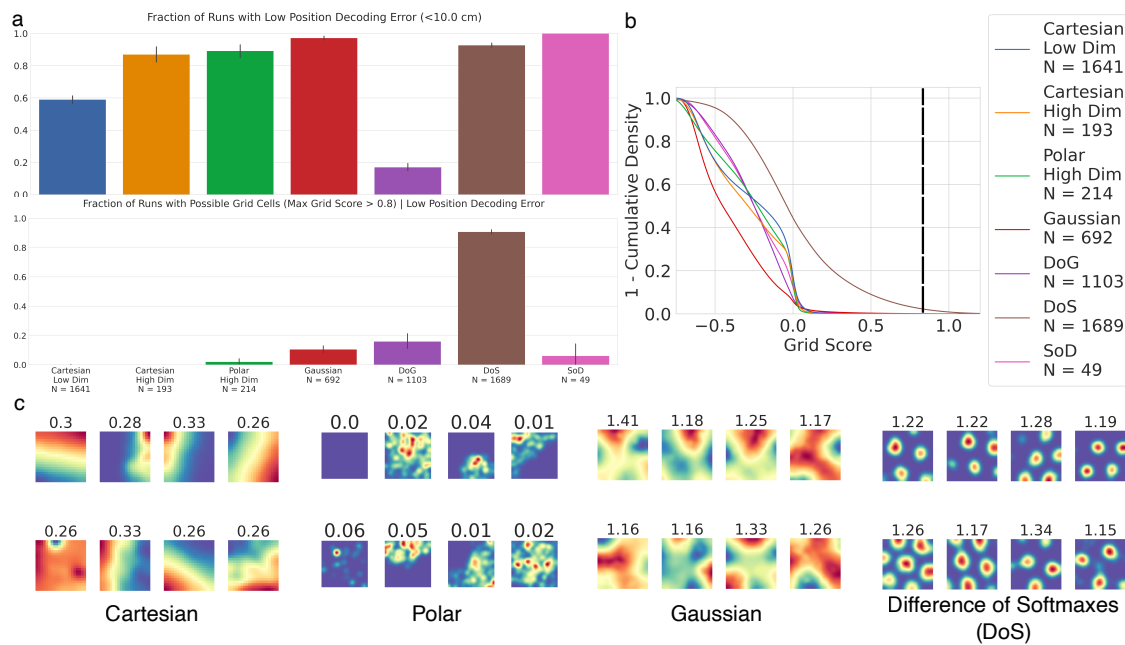 a
Fraction of Runs with Low Position Decoding Error (<10.0 cm)
1.0
0.8
0.6
0.4
0.2
0.0
Fraction of Runs with Possible Grid Cells (Max Grid Score > 0.8) | Low Position Decoding Error
1.0
0.8
0.6
0.4
0.2
0.0
Cartesian
Low Dim
N = 1641
Cartesian
High Dim
N = 193
Polar
High Dim
N = 214
Gaussian
N = 692
DoG
N = 1103
DoS
N = 1689
SoD
N = 49
b
1 - Cumulative Density
1.0
0.8
0.6
0.4
0.2
0.0
−0.5 0.0 0.5 1.0
Grid Score
Cartesian
Low Dim
N = 1641
Cartesian
High Dim
N = 193
Polar
High Dim
N = 214
Gaussian
N = 692
DoG
N = 1103
DoS
N = 1689
SoD
N = 49
c
0.3 0.28 0.33 0.26
0.26 0.33 0.26 0.26
Cartesian
0.0 0.02 0.04 0.01
0.06 0.05 0.01 0.02
Polar
1.41 1.18 1.25 1.17
1.16 1.16 1.33 1.26
Gaussian
1.22 1.22 1.28 1.19
1.26 1.17 1.34 1.15
Difference of Softmaxes
(DoS)